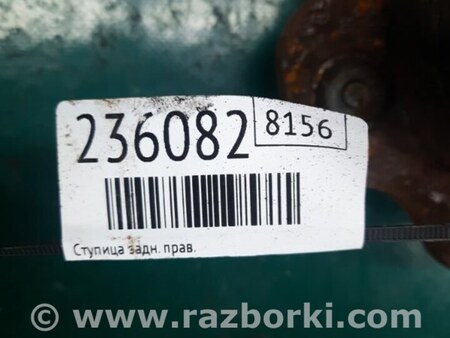 236082 8156
Ступица задн. прав.
© www.razborki.com